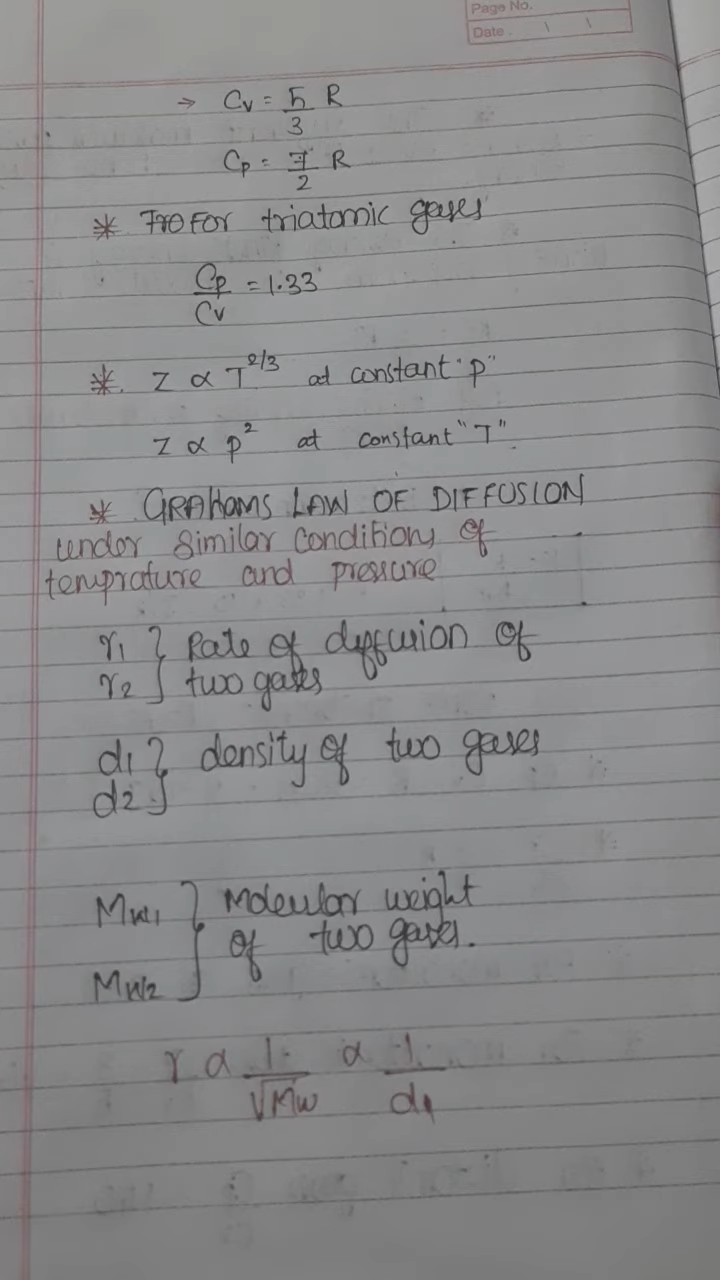 Page No.
Date.
→ Cv = 5/3 R
Cp = 7/2 R
* For triatomic gases
Cp/Cv = 1.33
* Z ∝ T^2/3 at constant "p"
Z ∝ p^2 at constant "T"
* GRAHAMS LAW OF DIFFUSION
under similar conditions of
temprature and pressure
r1 } Rate of diffusion of
r2 } two gases
d1 } density of two gases
d2 }
Mw1 } Moleular weight
of two gases.
Mw2 }
r ∝ 1/√Mw ∝ 1/d1